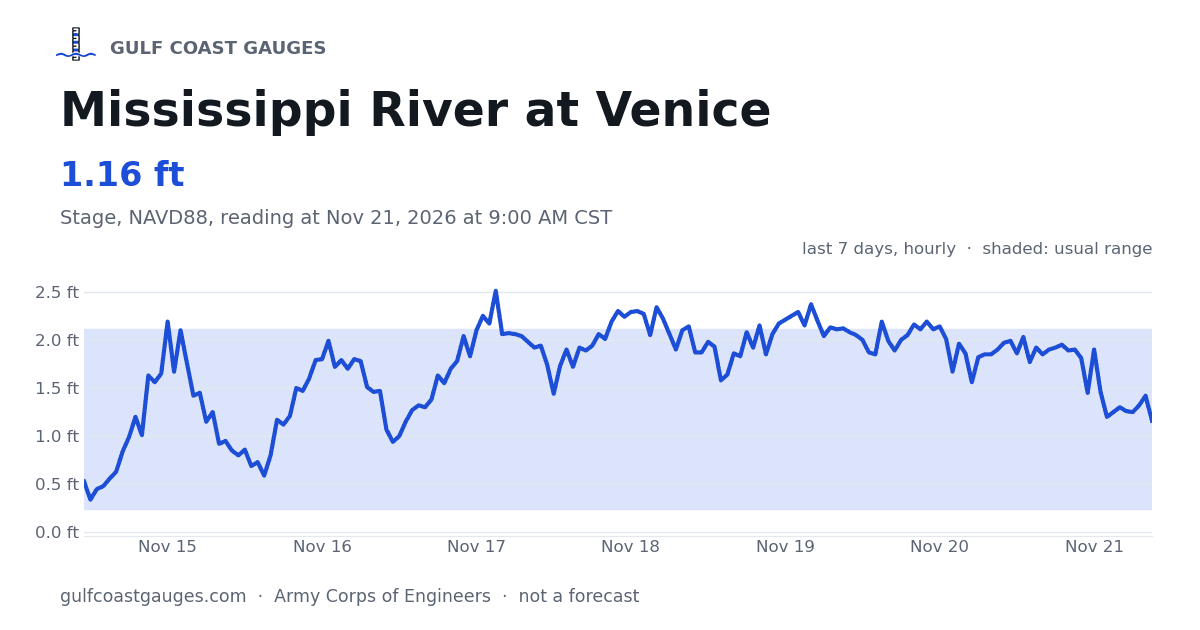 GULF COAST GAUGES
Mississippi River at Venice
1.16 ft
Stage, NAVD88, reading at Nov 21, 2026 at 9:00 AM CST
last 7 days, hourly · shaded: usual range
2.5 ft
2.0 ft
1.5 ft
1.0 ft
0.5 ft
0.0 ft
Nov 15 Nov 16 Nov 17 Nov 18 Nov 19 Nov 20 Nov 21
gulfcoastgauges.com · Army Corps of Engineers · not a forecast